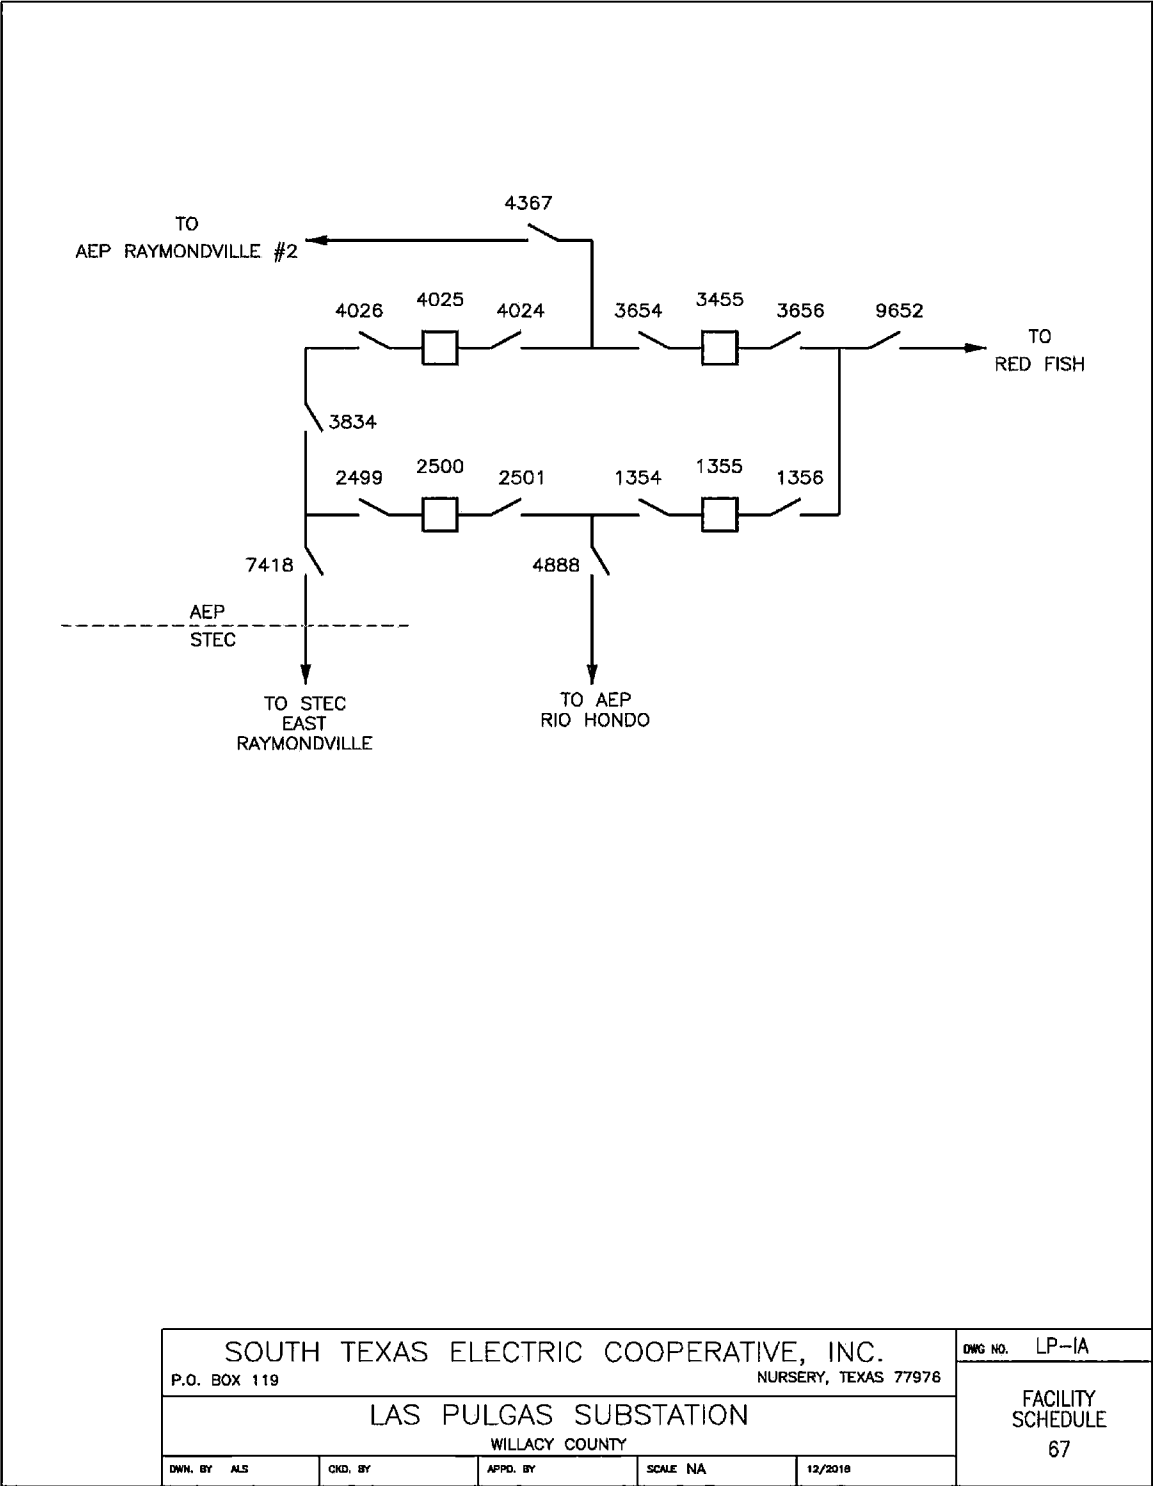 4367
TO
AEP RAYMONDVILLE #2
4026
4025
4024
3654
3455
3656
9652
TO
RED FISH
3834
2499
2500
2501
1354
1355
1356
7418
4888
AEP
STEC
TO STEC
EAST
RAYMONDVILLE
TO AEP
RIO HONDO
SOUTH TEXAS ELECTRIC COOPERATIVE, INC.
P.O. BOX 119
NURSERY, TEXAS 77976
DWG NO. LP-1A
LAS PULGAS SUBSTATION
WILLACY COUNTY
FACILITY
SCHEDULE
67
DWN. BY ALS
CKD. BY
APPD. BY
SCALE NA
12/2016